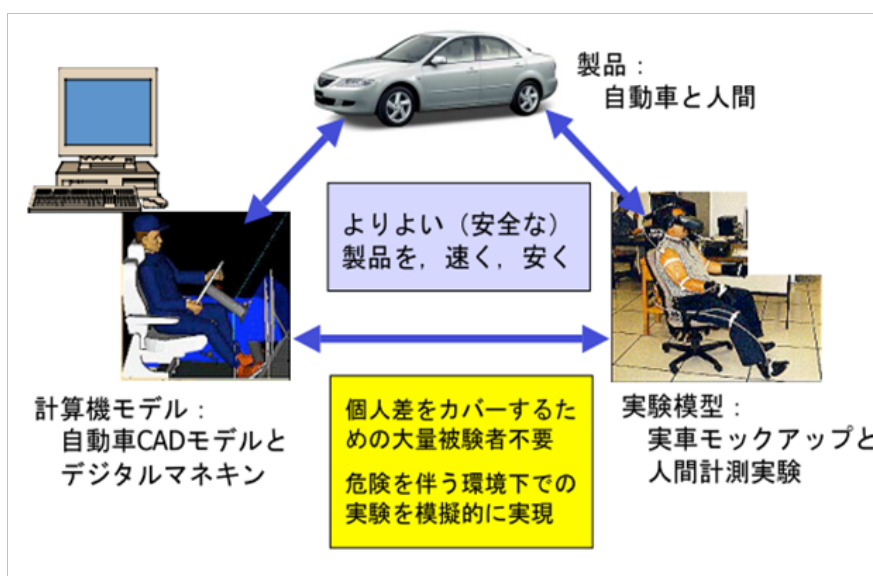 製品：
自動車と人間
よりよい（安全な）
製品を，速く，安く
計算機モデル：
自動車CADモデルと
デジタルマネキン
個人差をカバーするた
めの大量被験者不要
危険を伴う環境下での
実験を模擬的に実現
実験模型：
実車モックアップと
人間計測実験